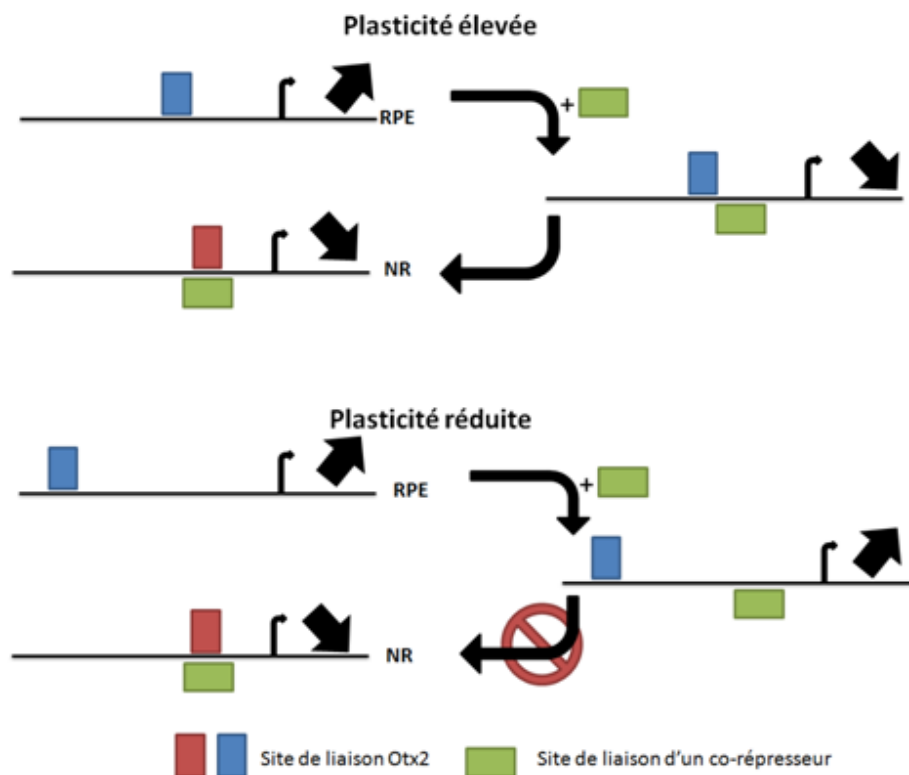 Plasticité élevée
RPE
+
NR
Plasticité réduite
RPE
+
NR
Site de liaison Otx2
Site de liaison d'un co-répresseur